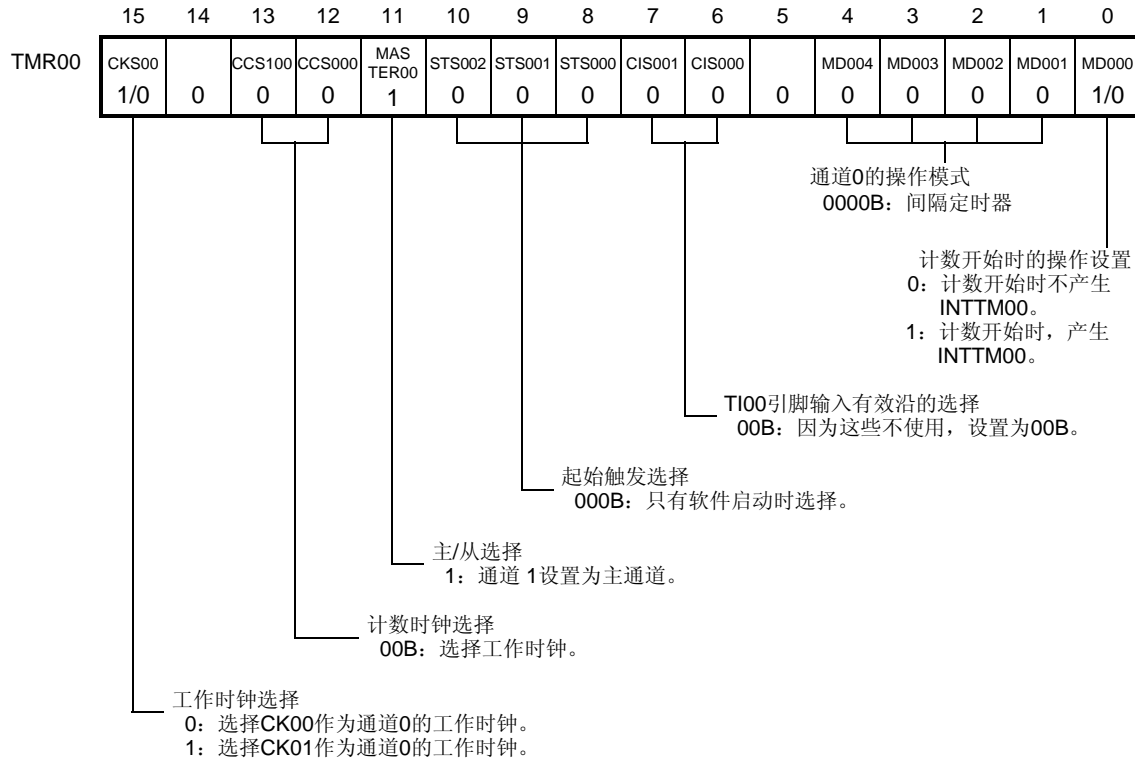 15 14 13 12 11 10 9 8 7 6 5 4 3 2 1 0
TMR00 CKS00 CCS100 CCS000 MAS TER00 STS002 STS001 STS000 CIS001 CIS000 MD004 MD003 MD002 MD001 MD000
1/0 0 0 0 1 0 0 0 0 0 0 0 0 0 0 1/0
通道0的操作模式
0000B：间隔定时器
计数开始时的操作设置
0：计数开始时不产生
INTTM00。
1：计数开始时，产生
INTTM00。
TI00引脚输入有效沿的选择
00B：因为这些不使用，设置为00B。
起始触发选择
000B：只有软件启动时选择。
主/从选择
1：通道 1设置为主通道。
计数时钟选择
00B：选择工作时钟。
工作时钟选择
0：选择CK00作为通道0的工作时钟。
1：选择CK01作为通道0的工作时钟。